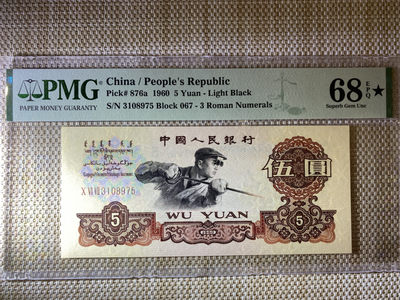 PMG
PAPER MONEY GUARANTY
China / People's Republic
Pick# 876a 1960 5 Yuan - Light Black
S/N 3108975 Block 067 - 3 Roman Numerals
68 EPQ ★
Superb Gem Unc
中国人民银行
伍圓
3108975
WU YUAN
5
5
1960